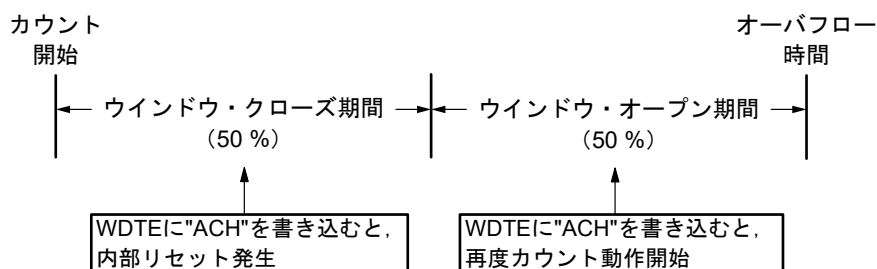 カウント
開始
オーバフロー
時間
ウインドウ・クローズ期間
（50 %）
ウインドウ・オープン期間
（50 %）
WDTEに"ACH"を書き込むと,
内部リセット発生
WDTEに"ACH"を書き込むと,
再度カウント動作開始